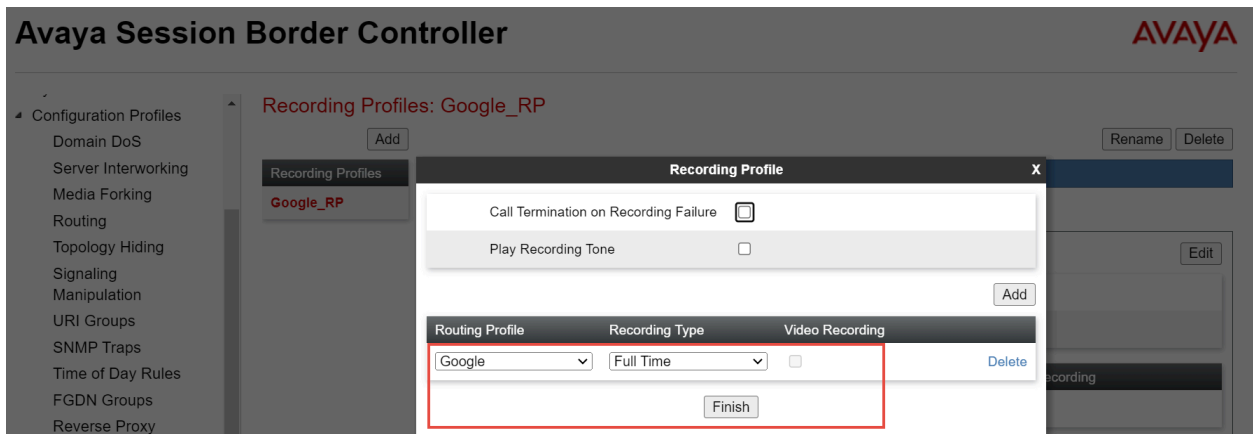 Avaya Session Border Controller
AVAYA
Configuration Profiles
Domain DoS
Server Interworking
Media Forking
Routing
Topology Hiding
Signaling
Manipulation
URI Groups
SNMP Traps
Time of Day Rules
FGDN Groups
Reverse Proxy
Recording Profiles: Google_RP
Add
Rename Delete
Recording Profiles
Google_RP
Recording Profile X
Call Termination on Recording Failure
Play Recording Tone
Edit
Add
Routing Profile Recording Type Video Recording
Google Full Time Delete
ecording
Finish